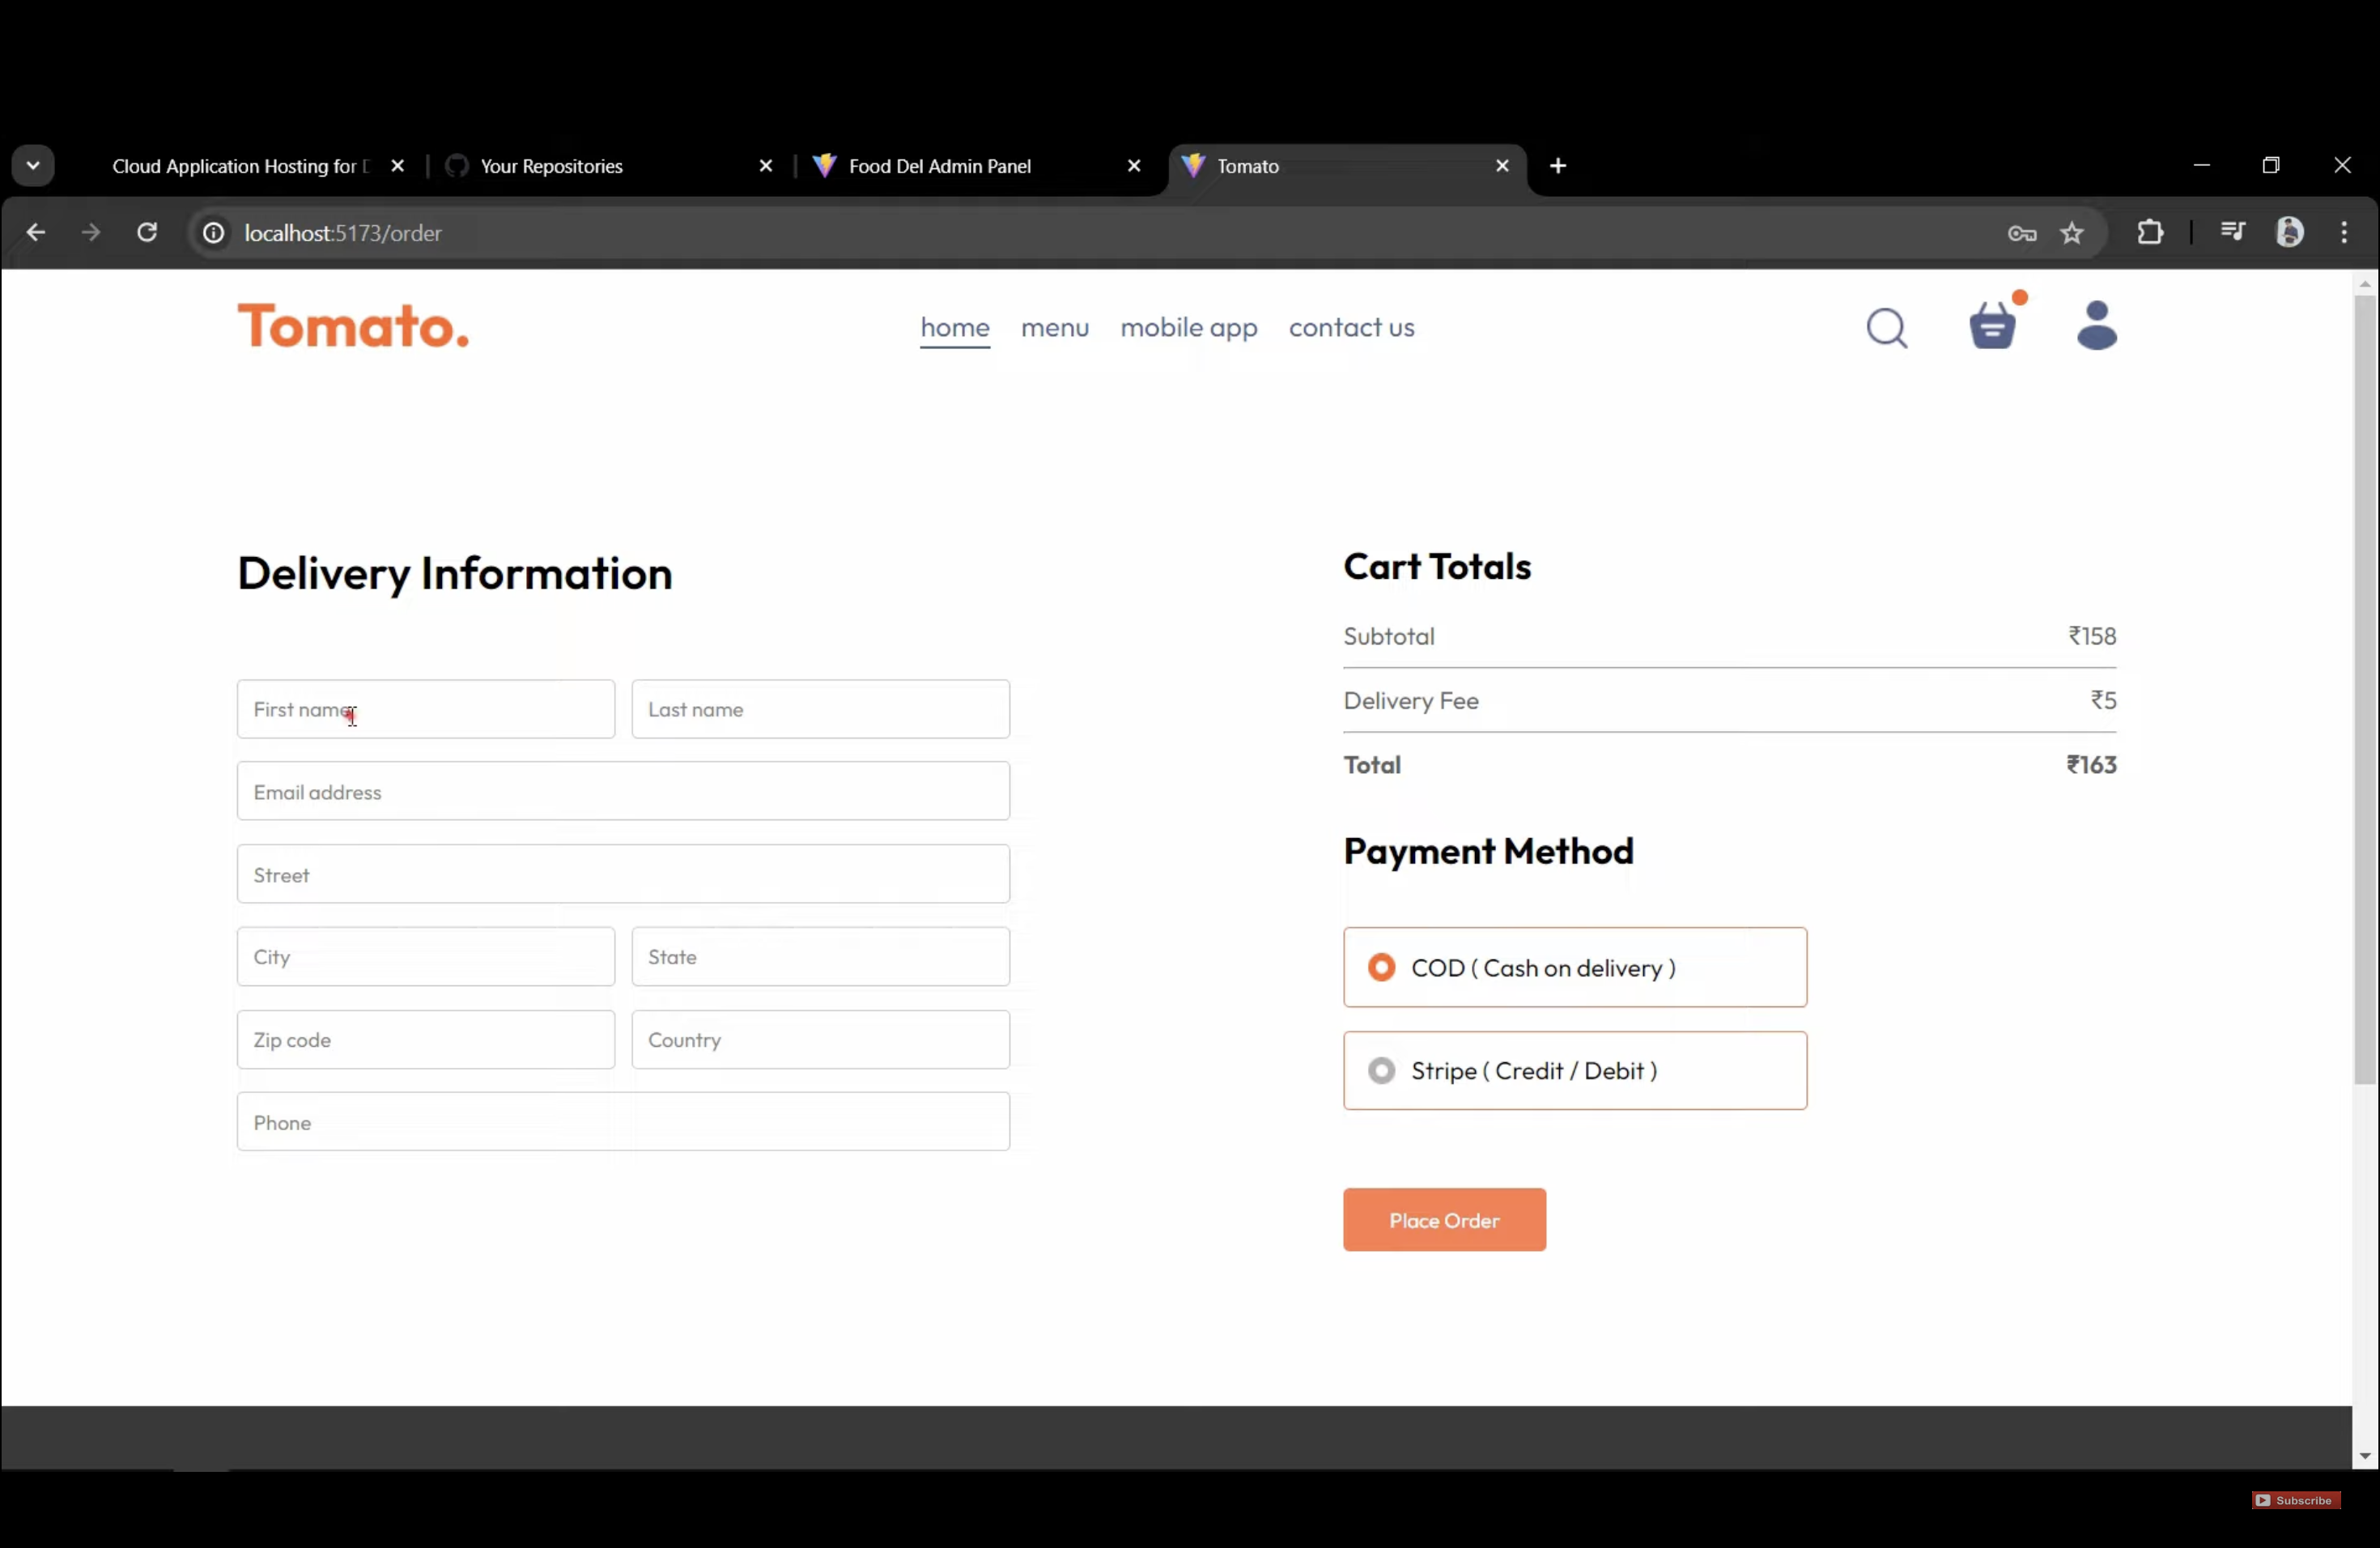 Cloud Application Hosting for
Your Repositories
Food Del Admin Panel
Tomato
localhost:5173/order
Tomato.
home
menu
mobile app
contact us
Delivery Information
First name
Last name
Email address
Street
City
State
Zip code
Country
Phone
Cart Totals
Subtotal ₹158
Delivery Fee ₹5
Total ₹163
Payment Method
COD ( Cash on delivery )
Stripe ( Credit / Debit )
Place Order
Subscribe